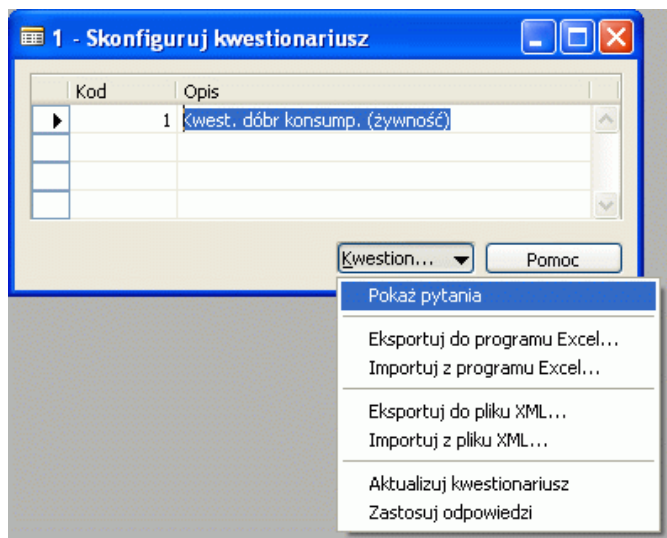 1 - Skonfiguruj kwestionariusz
Kod Opis
1 Kwest. dóbr konsump. (żywność)
Kwestion... Pomoc
Pokaż pytania
Eksportuj do programu Excel...
Importuj z programu Excel...
Eksportuj do pliku XML...
Importuj z pliku XML...
Aktualizuj kwestionariusz
Zastosuj odpowiedzi